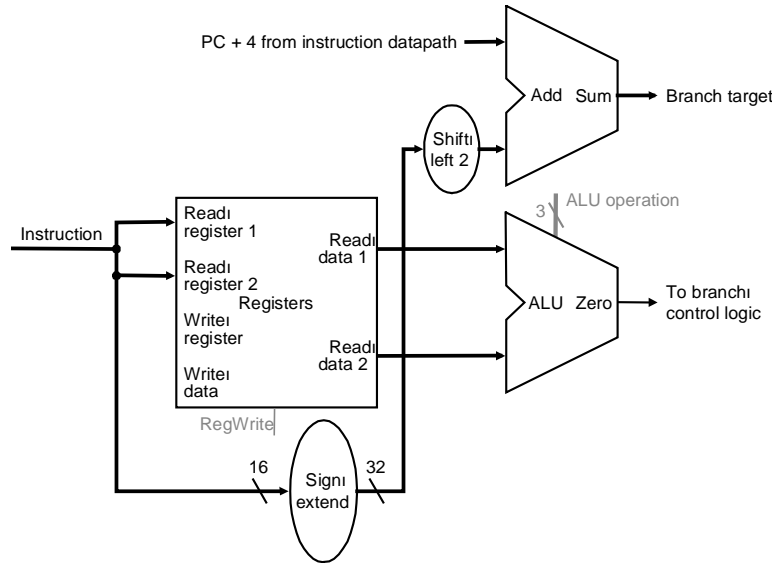 PC + 4 from instruction datapath
Add Sum
Branch target
Shiftı
left 2
Instruction
Readı
register 1
Readı
register 2
Registers
Writeı
register
Writeı
data
Readı
data 1
Readı
data 2
RegWrite
3
ALU operation
ALU Zero
To branchı
control logic
16
Signı
extend
32